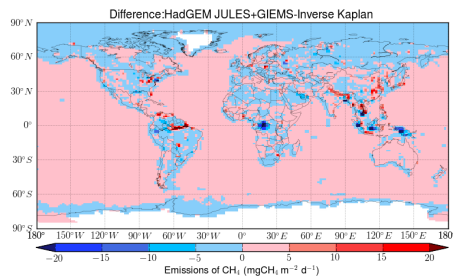 Difference:HadGEM JULES+GIEMS-Inverse Kaplan
90° N
60° N
30° N
0°
30° S
60° S
90° S
180° 150° W 120° W 90° W 60° W 30° W 0° 30° E 60° E 90° E 120° E 150° E 180°
−20 −15 −10 −5 0 5 10 15 20
Emissions of CH₄ (mgCH₄ m⁻² d⁻¹)